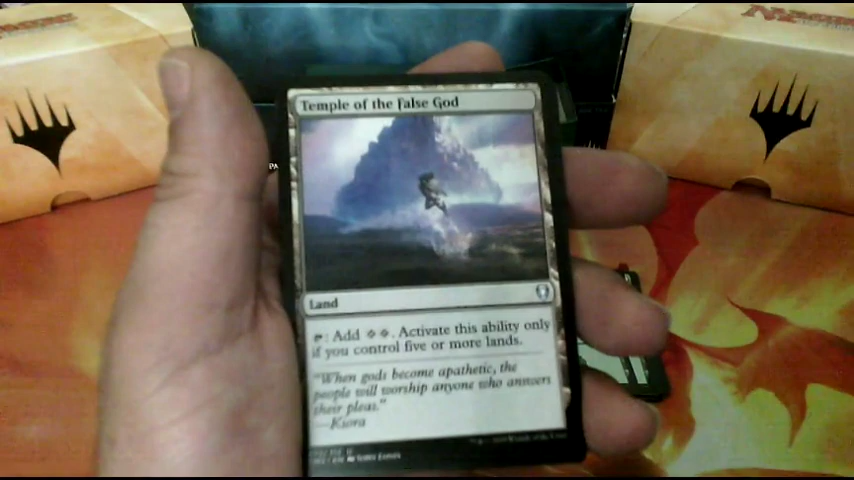 Temple of the False God
Land
: Add . Activate this ability only
if you control five or more lands.
"When gods become apathetic, the
people will worship anyone who answers
their pleas."
—Kiora